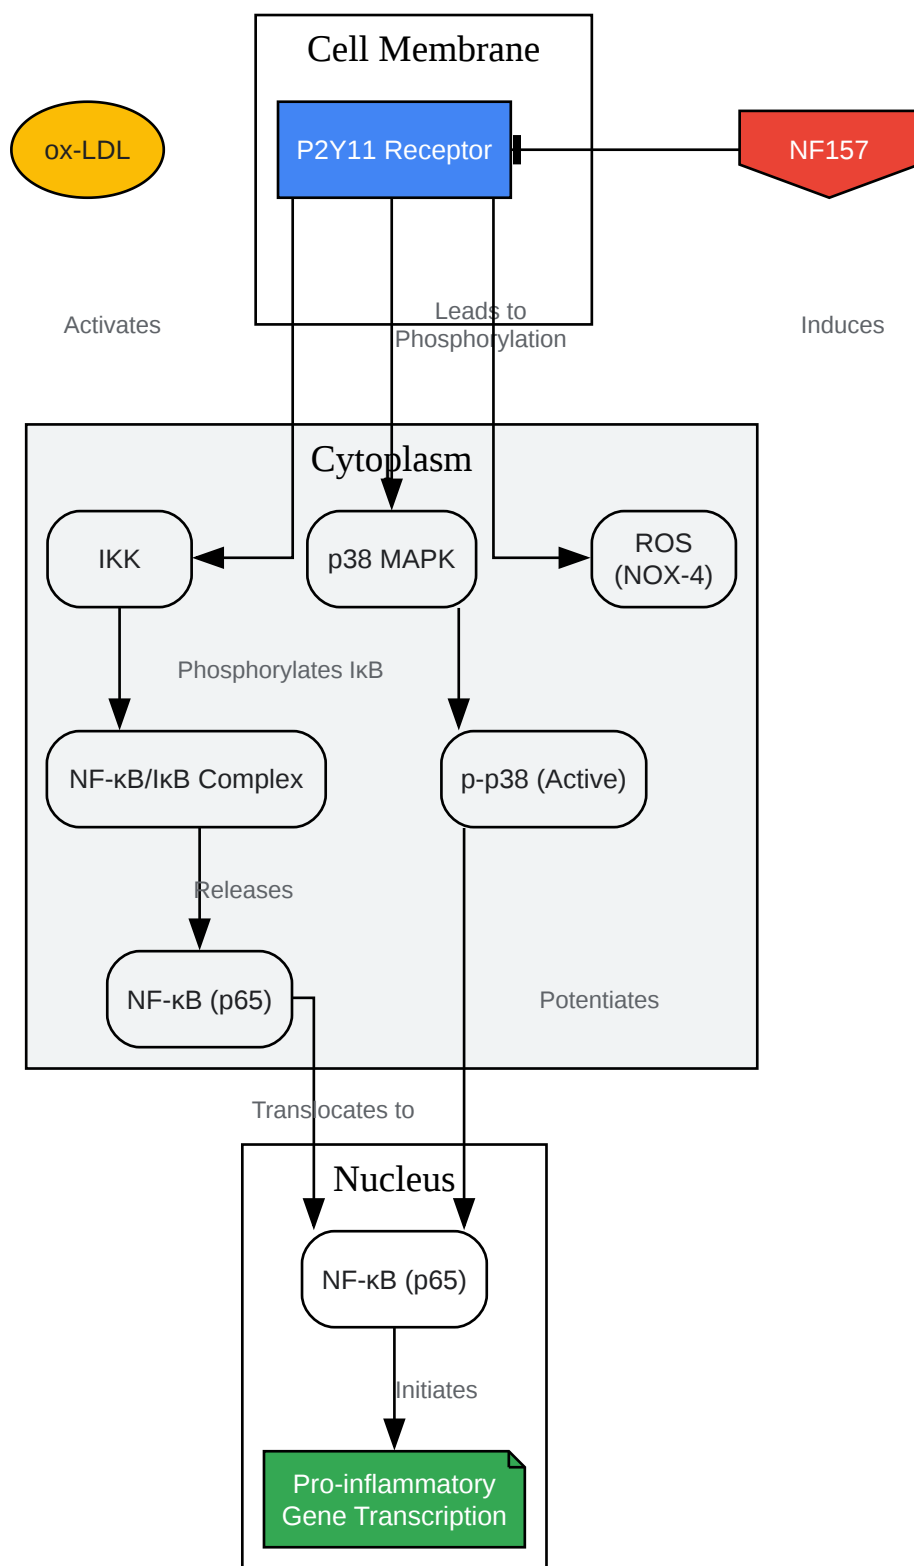 Cell Membrane
ox-LDL
P2Y11 Receptor
NF157
Activates
Leads to
Phosphorylation
Induces
Cytoplasm
IKK
p38 MAPK
ROS
(NOX-4)
Phosphorylates IκB
NF-κB/IκB Complex
p-p38 (Active)
Releases
NF-κB (p65)
Potentiates
Translocates to
Nucleus
NF-κB (p65)
Initiates
Pro-inflammatory
Gene Transcription